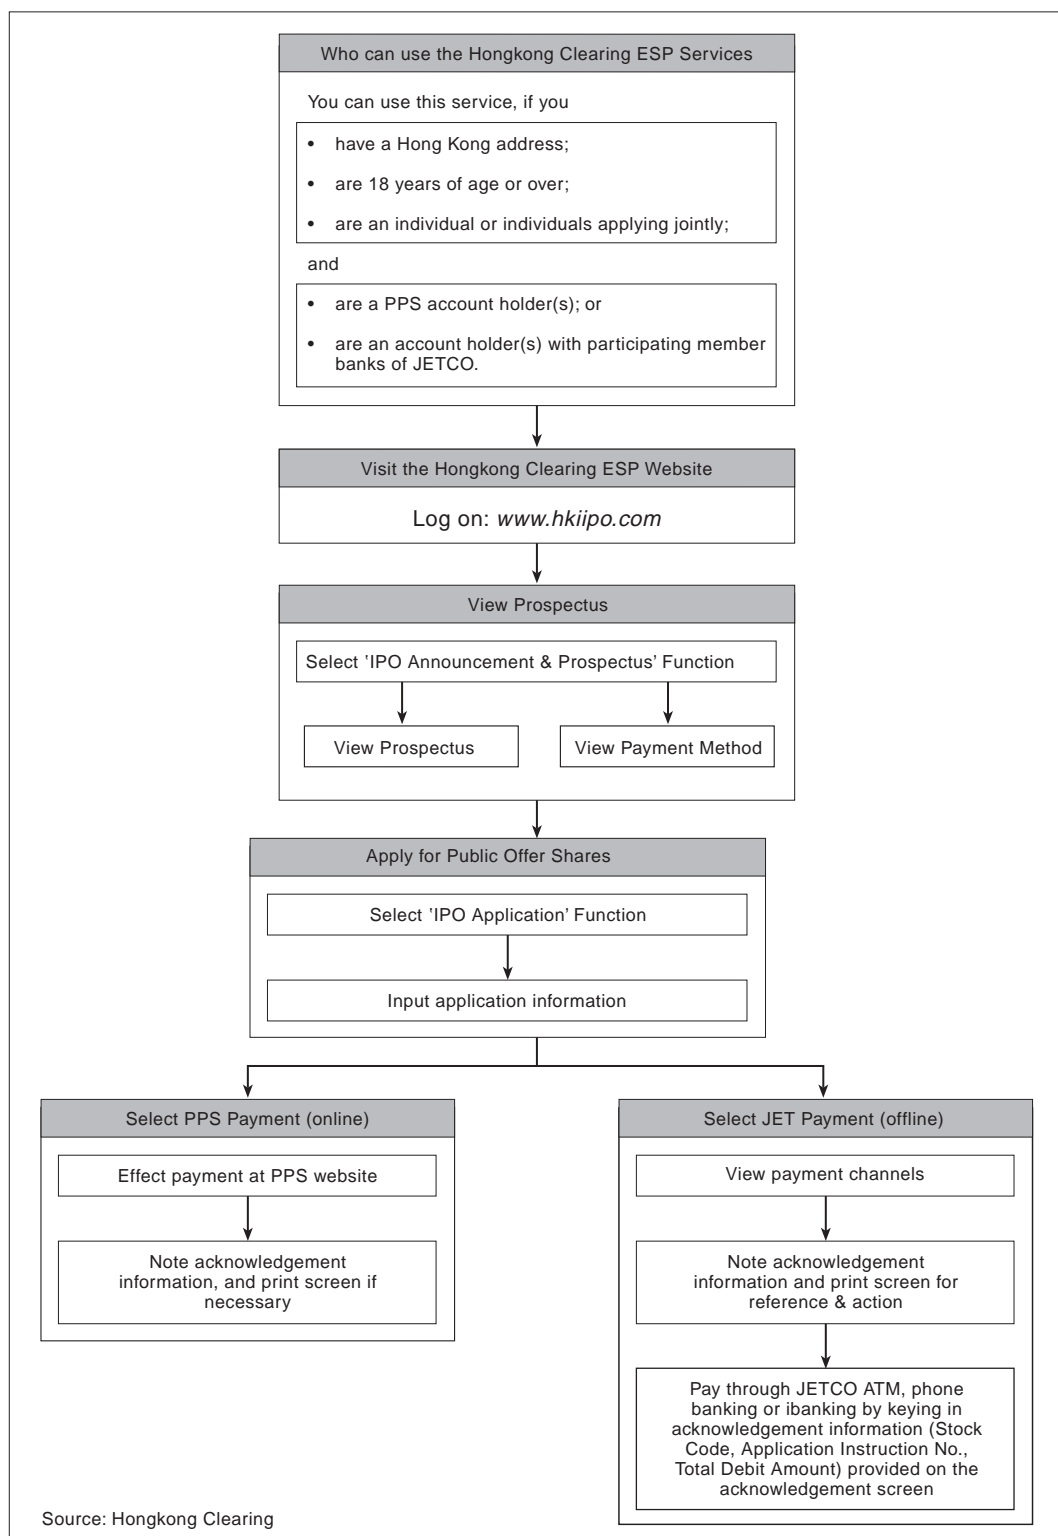 Who can use the Hongkong Clearing ESP Services
You can use this service, if you
• have a Hong Kong address;
• are 18 years of age or over;
• are an individual or individuals applying jointly;
and
• are a PPS account holder(s); or
• are an account holder(s) with participating member
banks of JETCO.
Visit the Hongkong Clearing ESP Website
Log on: www.hkiipo.com
View Prospectus
Select ‘IPO Announcement & Prospectus’ Function
View Prospectus
View Payment Method
Apply for Public Offer Shares
Select ‘IPO Application’ Function
Input application information
Select PPS Payment (online)
Effect payment at PPS website
Note acknowledgement
information, and print screen if
necessary
Select JET Payment (offline)
View payment channels
Note acknowledgement
information and print screen for
reference & action
Pay through JETCO ATM, phone
banking or ibanking by keying in
acknowledgement information (Stock
Code, Application Instruction No.,
Total Debit Amount) provided on the
acknowledgement screen
Source: Hongkong Clearing